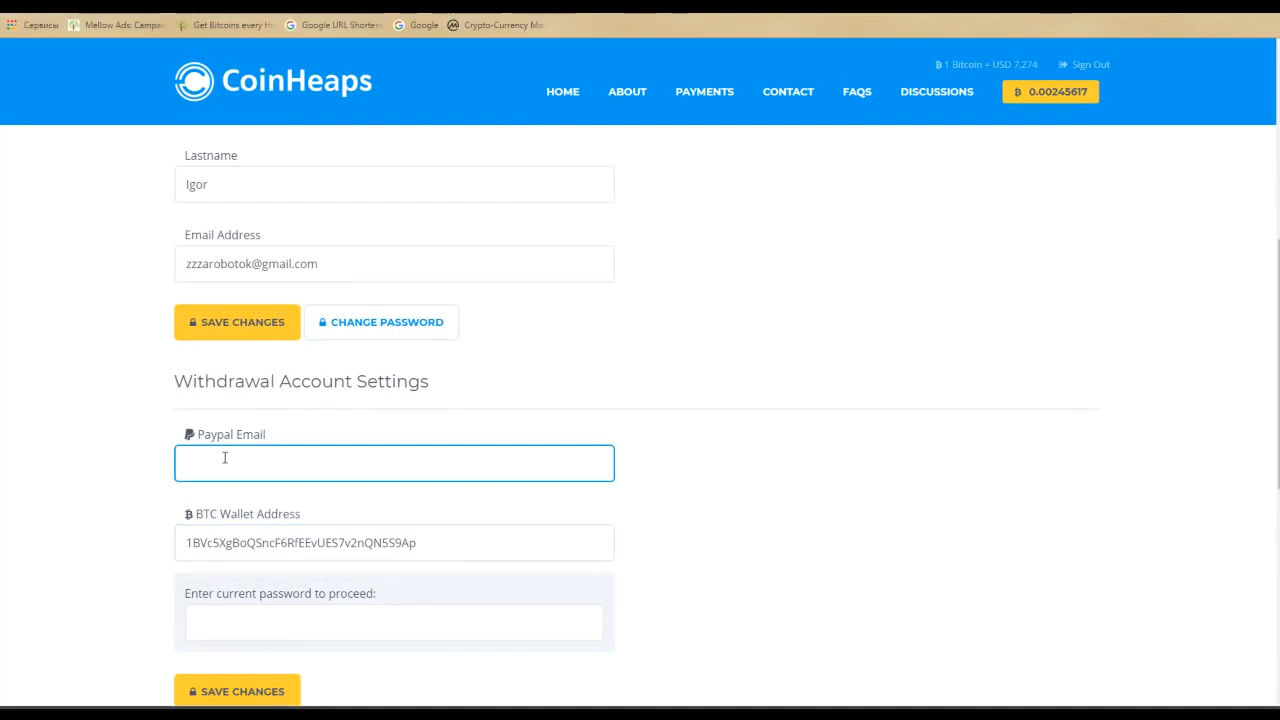 Сервисы Mellow Ads: Campai Get Bitcoins every H Google URL Shorten Google Crypto-Currency Ma
CoinHeaps
1 Bitcoin = USD 7,274 Sign Out
HOME ABOUT PAYMENTS CONTACT FAQS DISCUSSIONS 0.00245617
Lastname
Igor
Email Address
zzzarobotok@gmail.com
SAVE CHANGES CHANGE PASSWORD
Withdrawal Account Settings
Paypal Email
BTC Wallet Address
1BVc5XgBoQSncF6RfEEvUES7v2nQN5S9Ap
Enter current password to proceed:
SAVE CHANGES